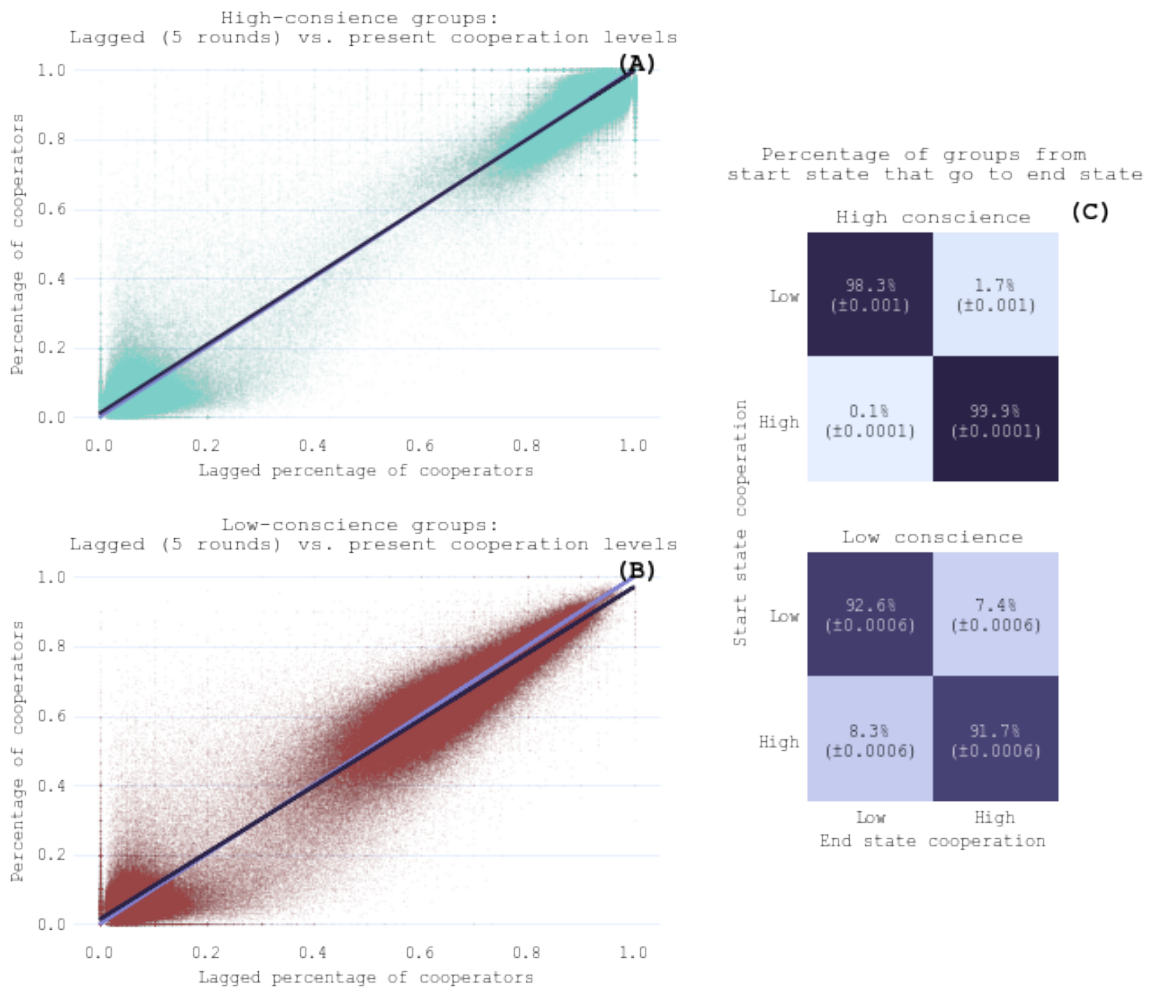 High-consience groups:
Lagged (5 rounds) vs. present cooperation levels
(A)
Percentage of cooperators
1.0
0.8
0.6
0.4
0.2
0.0
0.0 0.2 0.4 0.6 0.8 1.0
Lagged percentage of cooperators
Low-conscience groups:
Lagged (5 rounds) vs. present cooperation levels
(B)
Percentage of cooperators
1.0
0.8
0.6
0.4
0.2
0.0
0.0 0.2 0.4 0.6 0.8 1.0
Lagged percentage of cooperators
Percentage of groups from
start state that go to end state
(C)
High conscience
Start state cooperation
Low
98.3% 1.7%
(±0.001) (±0.001)
High
0.1% 99.9%
(±0.0001) (±0.0001)
Low conscience
Low
92.6% 7.4%
(±0.0006) (±0.0006)
High
8.3% 91.7%
(±0.0006) (±0.0006)
Low High
End state cooperation